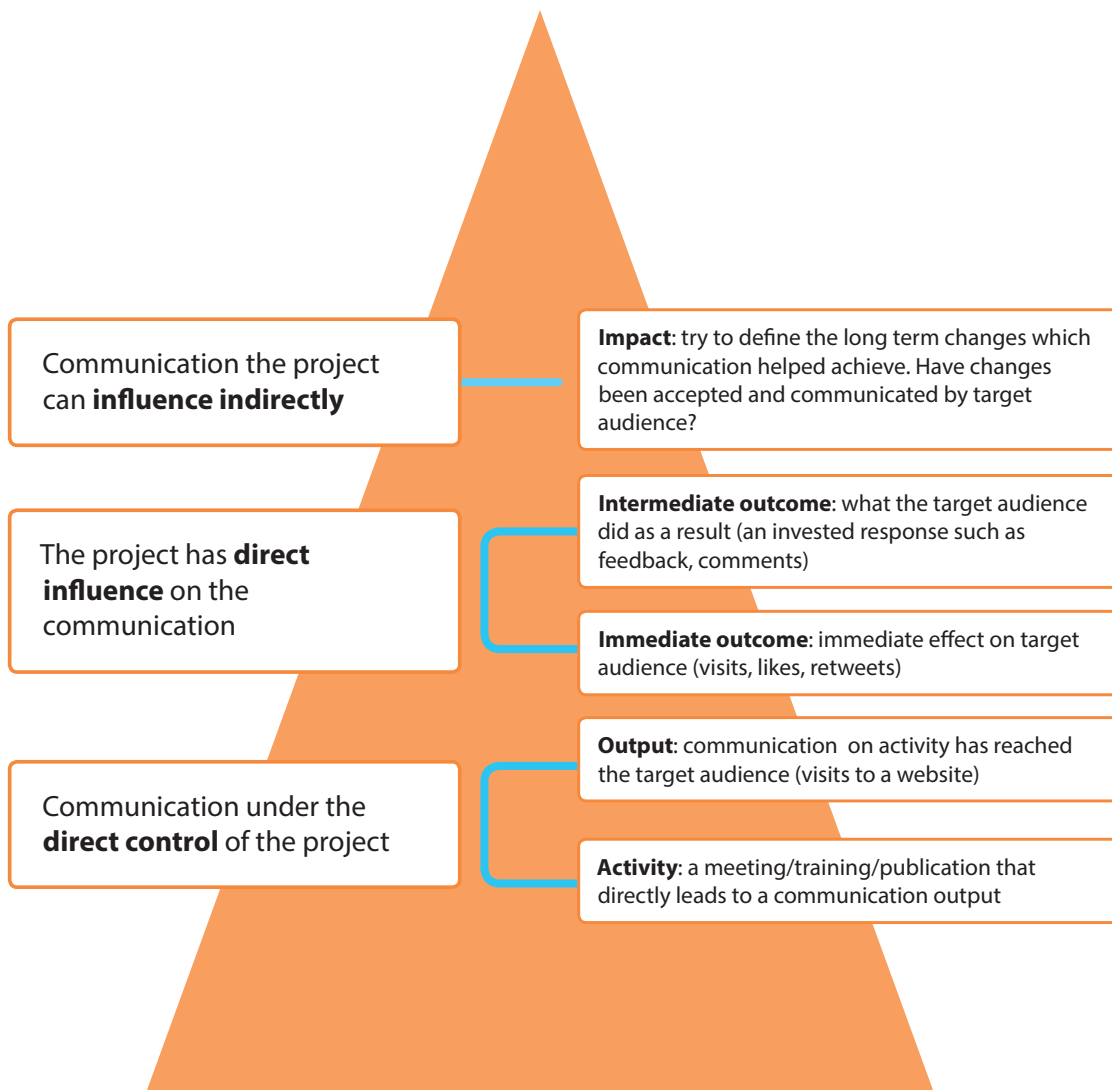 Communication the project
can influence indirectly
Impact: try to define the long term changes which
communication helped achieve. Have changes
been accepted and communicated by target
audience?
The project has direct
influence on the
communication
Intermediate outcome: what the target audience
did as a result (an invested response such as
feedback, comments)
Immediate outcome: immediate effect on target
audience (visits, likes, retweets)
Communication under the
direct control of the project
Output: communication  on activity has reached
the target audience (visits to a website)
Activity: a meeting/training/publication that
directly leads to a communication output